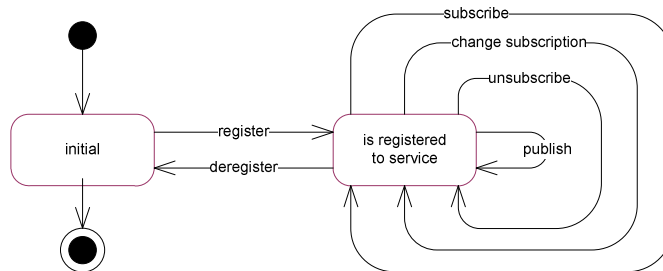 subscribe
change subscription
unsubscribe
register
is registered
to service
publish
initial
deregister